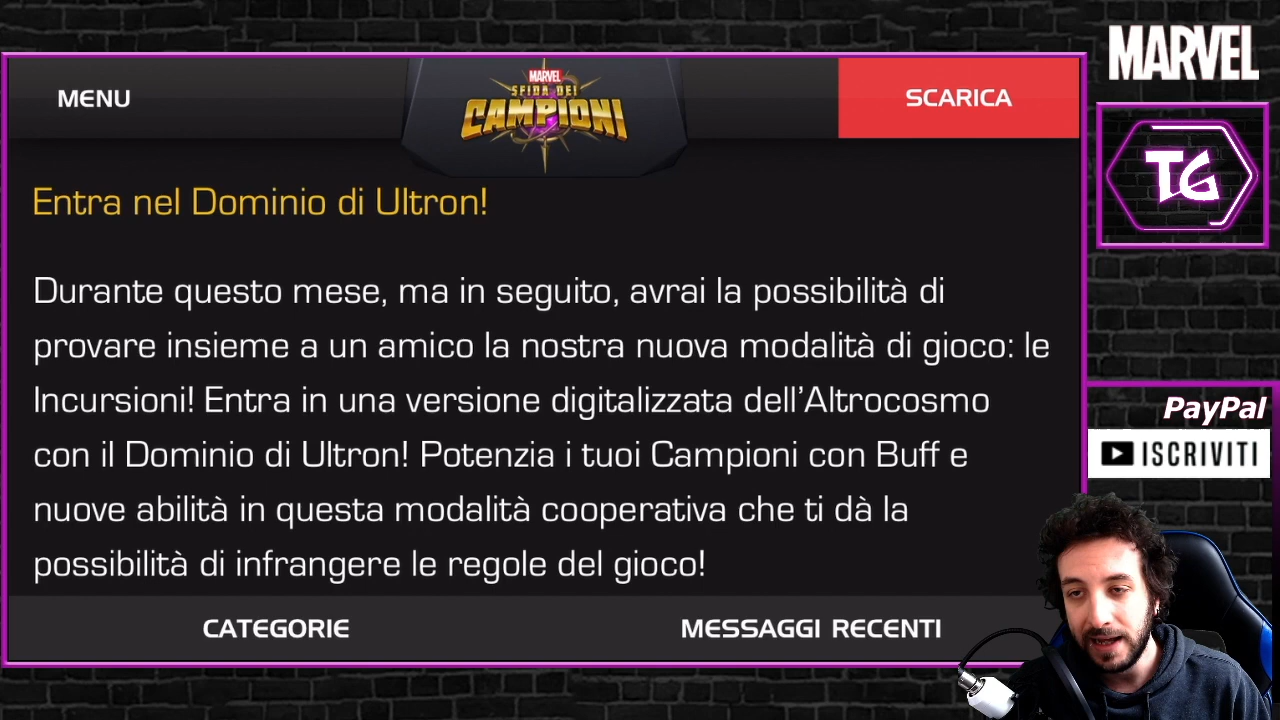 MARVEL
MENU
MARVEL
SFIDA DEI
CAMPIONI
SCARICA
TG
Entra nel Dominio di Ultron!
Durante questo mese, ma in seguito, avrai la possibilità di
provare insieme a un amico la nostra nuova modalità di gioco: le
Incursioni! Entra in una versione digitalizzata dell'Altrocosmo
con il Dominio di Ultron! Potenzia i tuoi Campioni con Buff e
nuove abilità in questa modalità cooperativa che ti dà la
possibilità di infrangere le regole del gioco!
PayPal
ISCRIVITI
CATEGORIE
MESSAGGI RECENTI